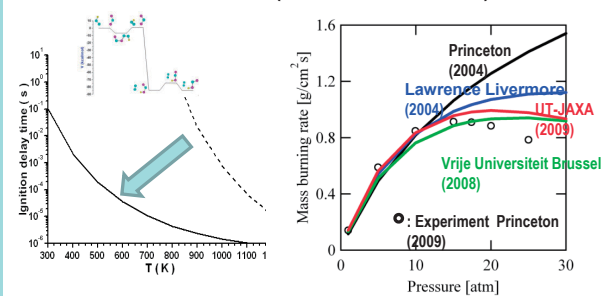 Ignition delay time ( s )
10¹
10⁰
10⁻¹
10⁻²
10⁻³
10⁻⁴
10⁻⁵
10⁻⁶
300 400 500 600 700 800 900 1000 1100 1
T ( K )
Mass burning rate [g/cm² s]
1.6
1.2
0.8
0.4
0
0 10 20 30
Pressure [atm]
Princeton
(2004)
Lawrence Livermore
(2004)
UT-JAXA
(2009)
Vrije Universiteit Brussel
(2008)
: Experiment Princeton
(2009)